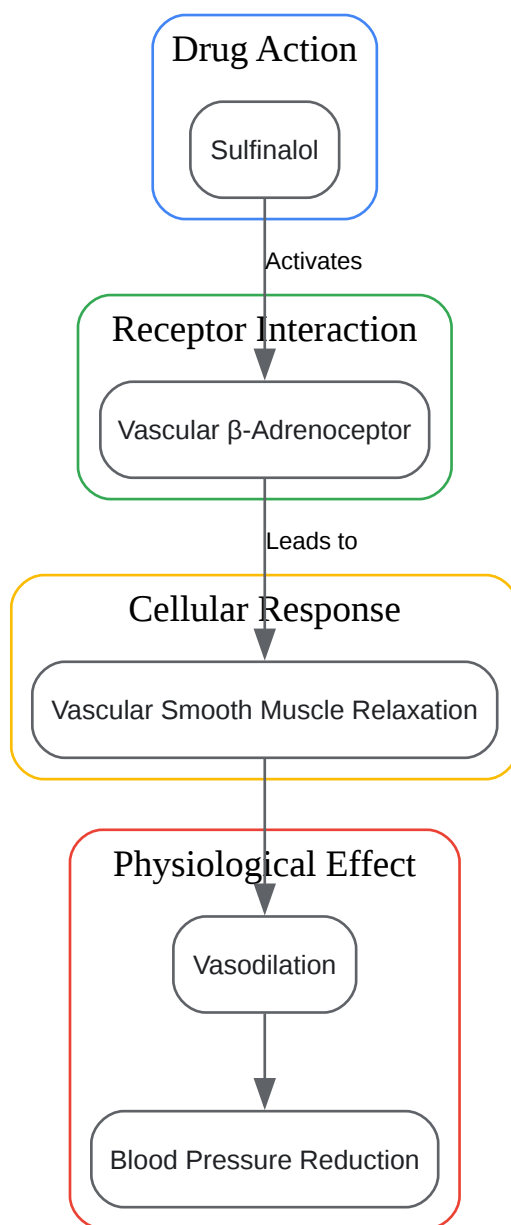 Drug Action
Sulfinalol
Activates
Receptor Interaction
Vascular β-Adrenoceptor
Leads to
Cellular Response
Vascular Smooth Muscle Relaxation
Physiological Effect
Vasodilation
Blood Pressure Reduction